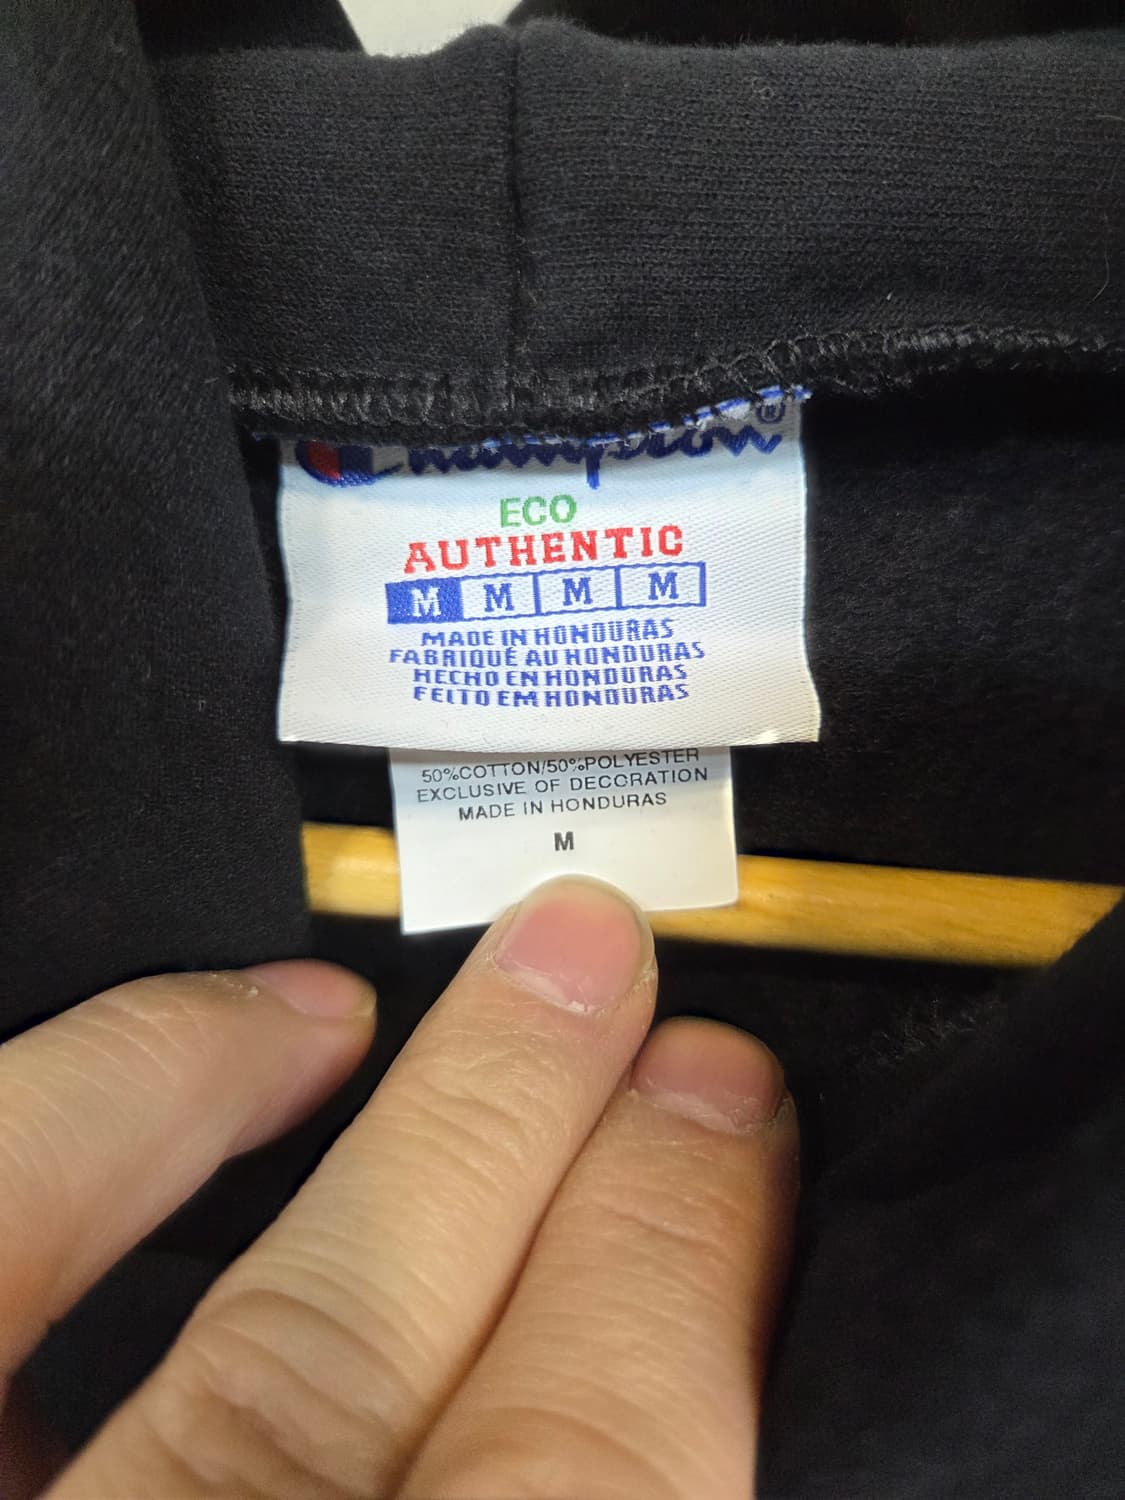 Champion®
ECO
AUTHENTIC
M M M M
MADE IN HONDURAS
FABRIQUÉ AU HONDURAS
HECHO EN HONDURAS
FEITO EM HONDURAS
50%COTTON/50%POLYESTER
EXCLUSIVE OF DECORATION
MADE IN HONDURAS
M